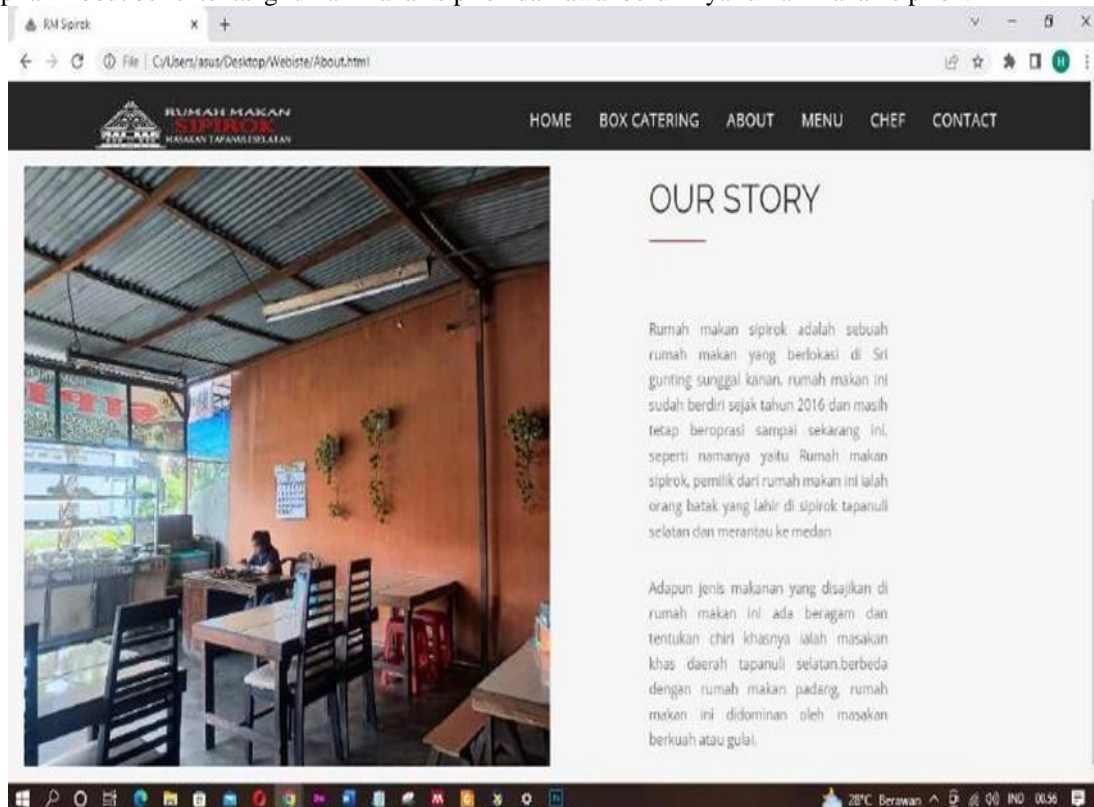 RM Sipirok
File
C:/Users/asus/Desktop/Webiste/About.html
RUMAH MAKAN
SIPIROK
MASAKAN TAPANULI SELATAN
HOME BOX CATERING ABOUT MENU CHEF CONTACT
OUR STORY
Rumah makan sipirok adalah sebuah
rumah makan yang berlokasi di Sri
gunting sunggal kanan. rumah makan ini
sudah berdiri sejak tahun 2016 dan masih
tetap beroprasi sampai sekarang ini.
seperti namanya yaitu Rumah makan
sipirok, pemilik dari rumah makan ini ialah
orang batak yang lahir di sipirok tapanuli
selatan dan merantau ke medan
Adapun jenis makanan yang disajikan di
rumah makan ini ada beragam dan
tentukan chiri khasnya ialah masakan
khas daerah tapanuli selatan.berbeda
dengan rumah makan padang, rumah
makan ini didominan oleh masakan
berkuah atau gulai.
28°C Berawan
INO 00.56